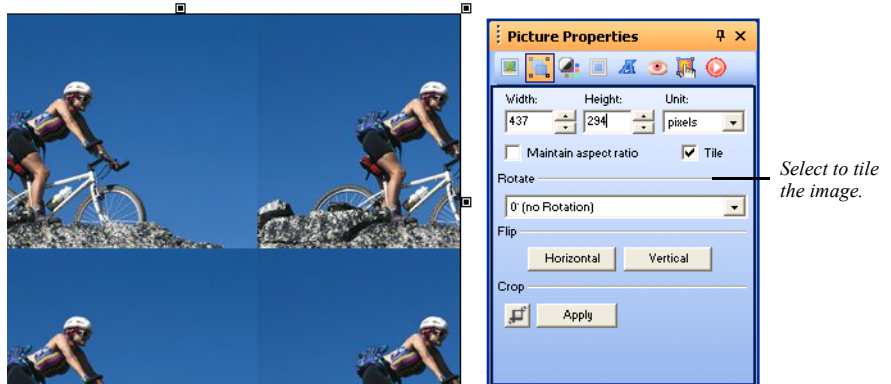 Picture Properties
Width: Height: Unit:
437 294 pixels
Maintain aspect ratio Tile
Rotate
0˚ (no Rotation)
Flip
Horizontal Vertical
Crop
Apply
Select to tile
the image.